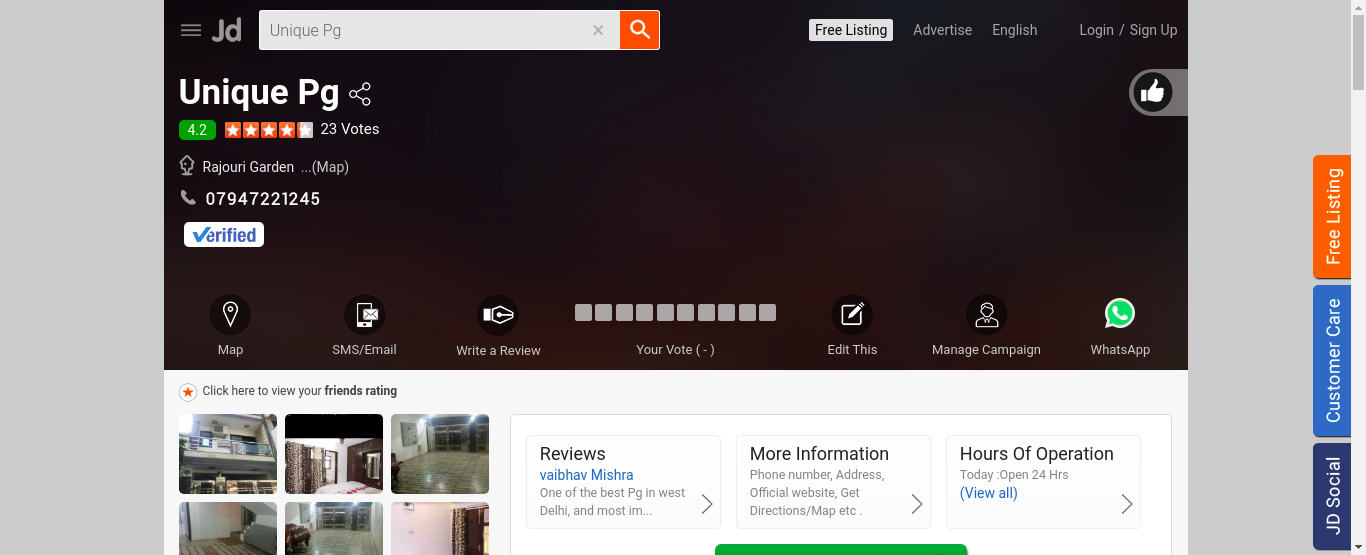 Jd
Unique Pg
×
Free Listing
Advertise
English
Login / Sign Up
Unique Pg
4.2
23 Votes
Rajouri Garden ...(Map)
07947221245
Verified
Map
SMS/Email
Write a Review
Your Vote ( - )
Edit This
Manage Campaign
WhatsApp
Click here to view your friends rating
Reviews
vaibhav Mishra
One of the best Pg in west
Delhi, and most im...
More Information
Phone number, Address,
Official website, Get
Directions/Map etc .
Hours Of Operation
Today :Open 24 Hrs
(View all)
Free Listing
Customer Care
JD Social